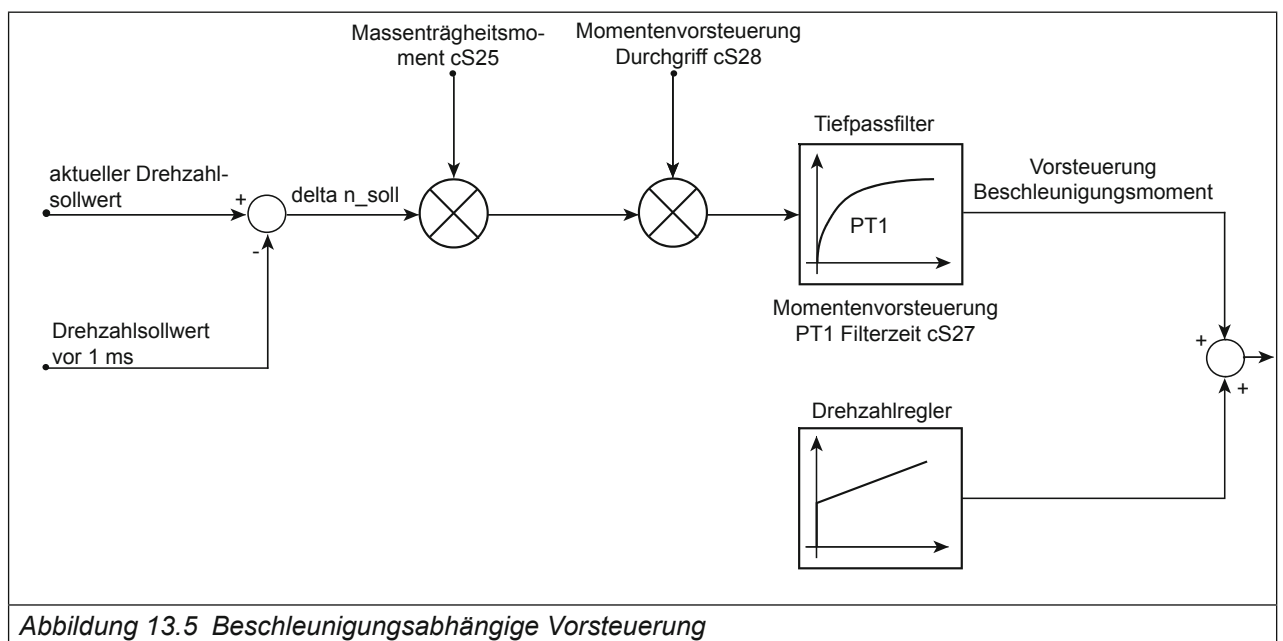 Massenträgheitsmo-
ment cS25
Momentenvorsteuerung
Durchgriff cS28
Tiefpassfilter
aktueller Drehzahl-
sollwert
+
-
delta n_soll
PT1
Vorsteuerung
Beschleunigungsmoment
Momentenvorsteuerung
PT1 Filterzeit cS27
Drehzahlsollwert
vor 1 ms
+
+
Drehzahlregler
Abbildung 13.5 Beschleunigungsabhängige Vorsteuerung